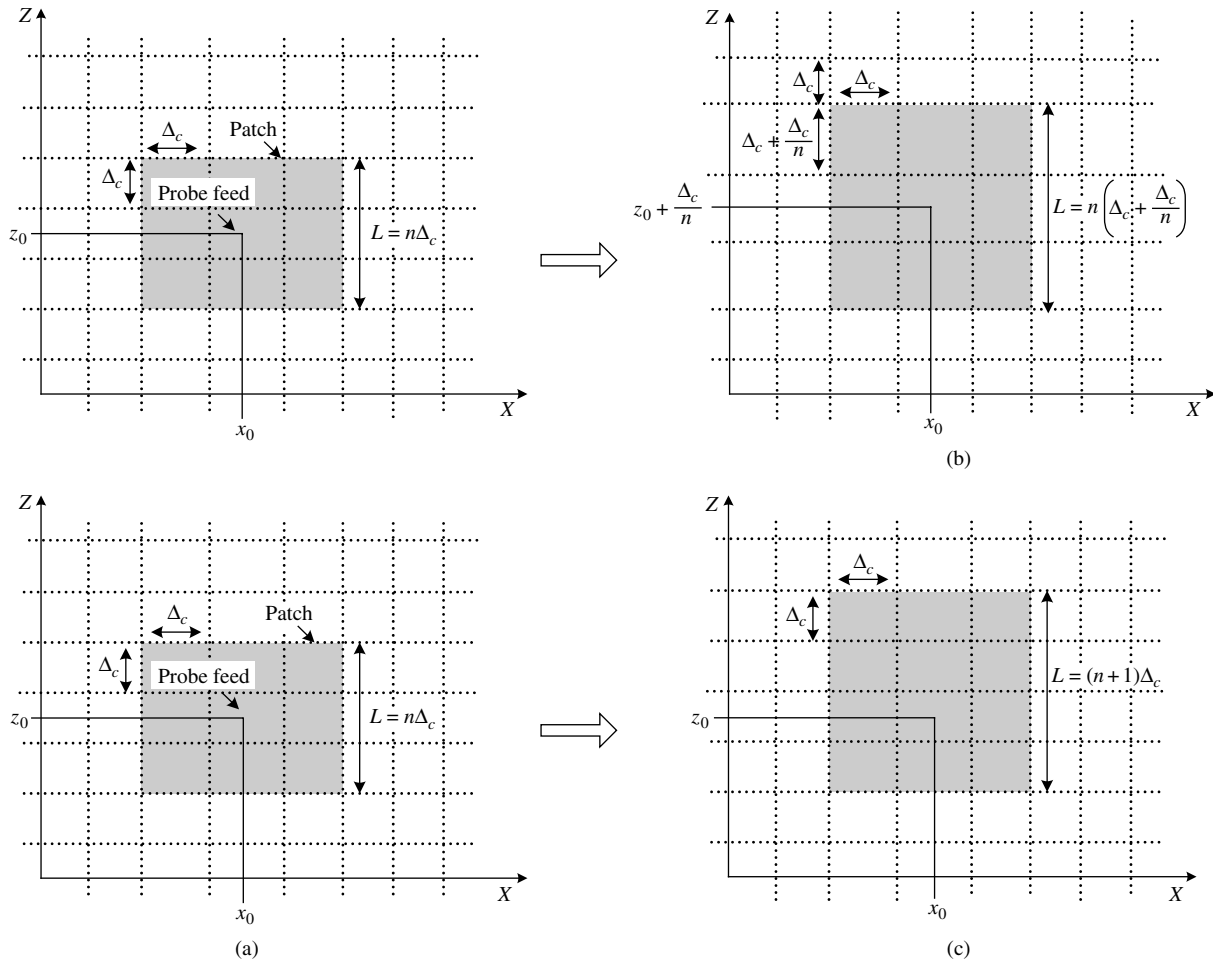 Z
Δc
Patch
Δc
Probe feed
z0
L = nΔc
X
x0
Z
Δc
Δc
Δc + Δc/n
z0 + Δc/n
L = n(Δc + Δc/n)
X
x0
(b)
Z
Δc
Patch
Δc
Probe feed
z0
L = nΔc
X
x0
(a)
Z
Δc
Δc
L = (n + 1)Δc
z0
X
x0
(c)